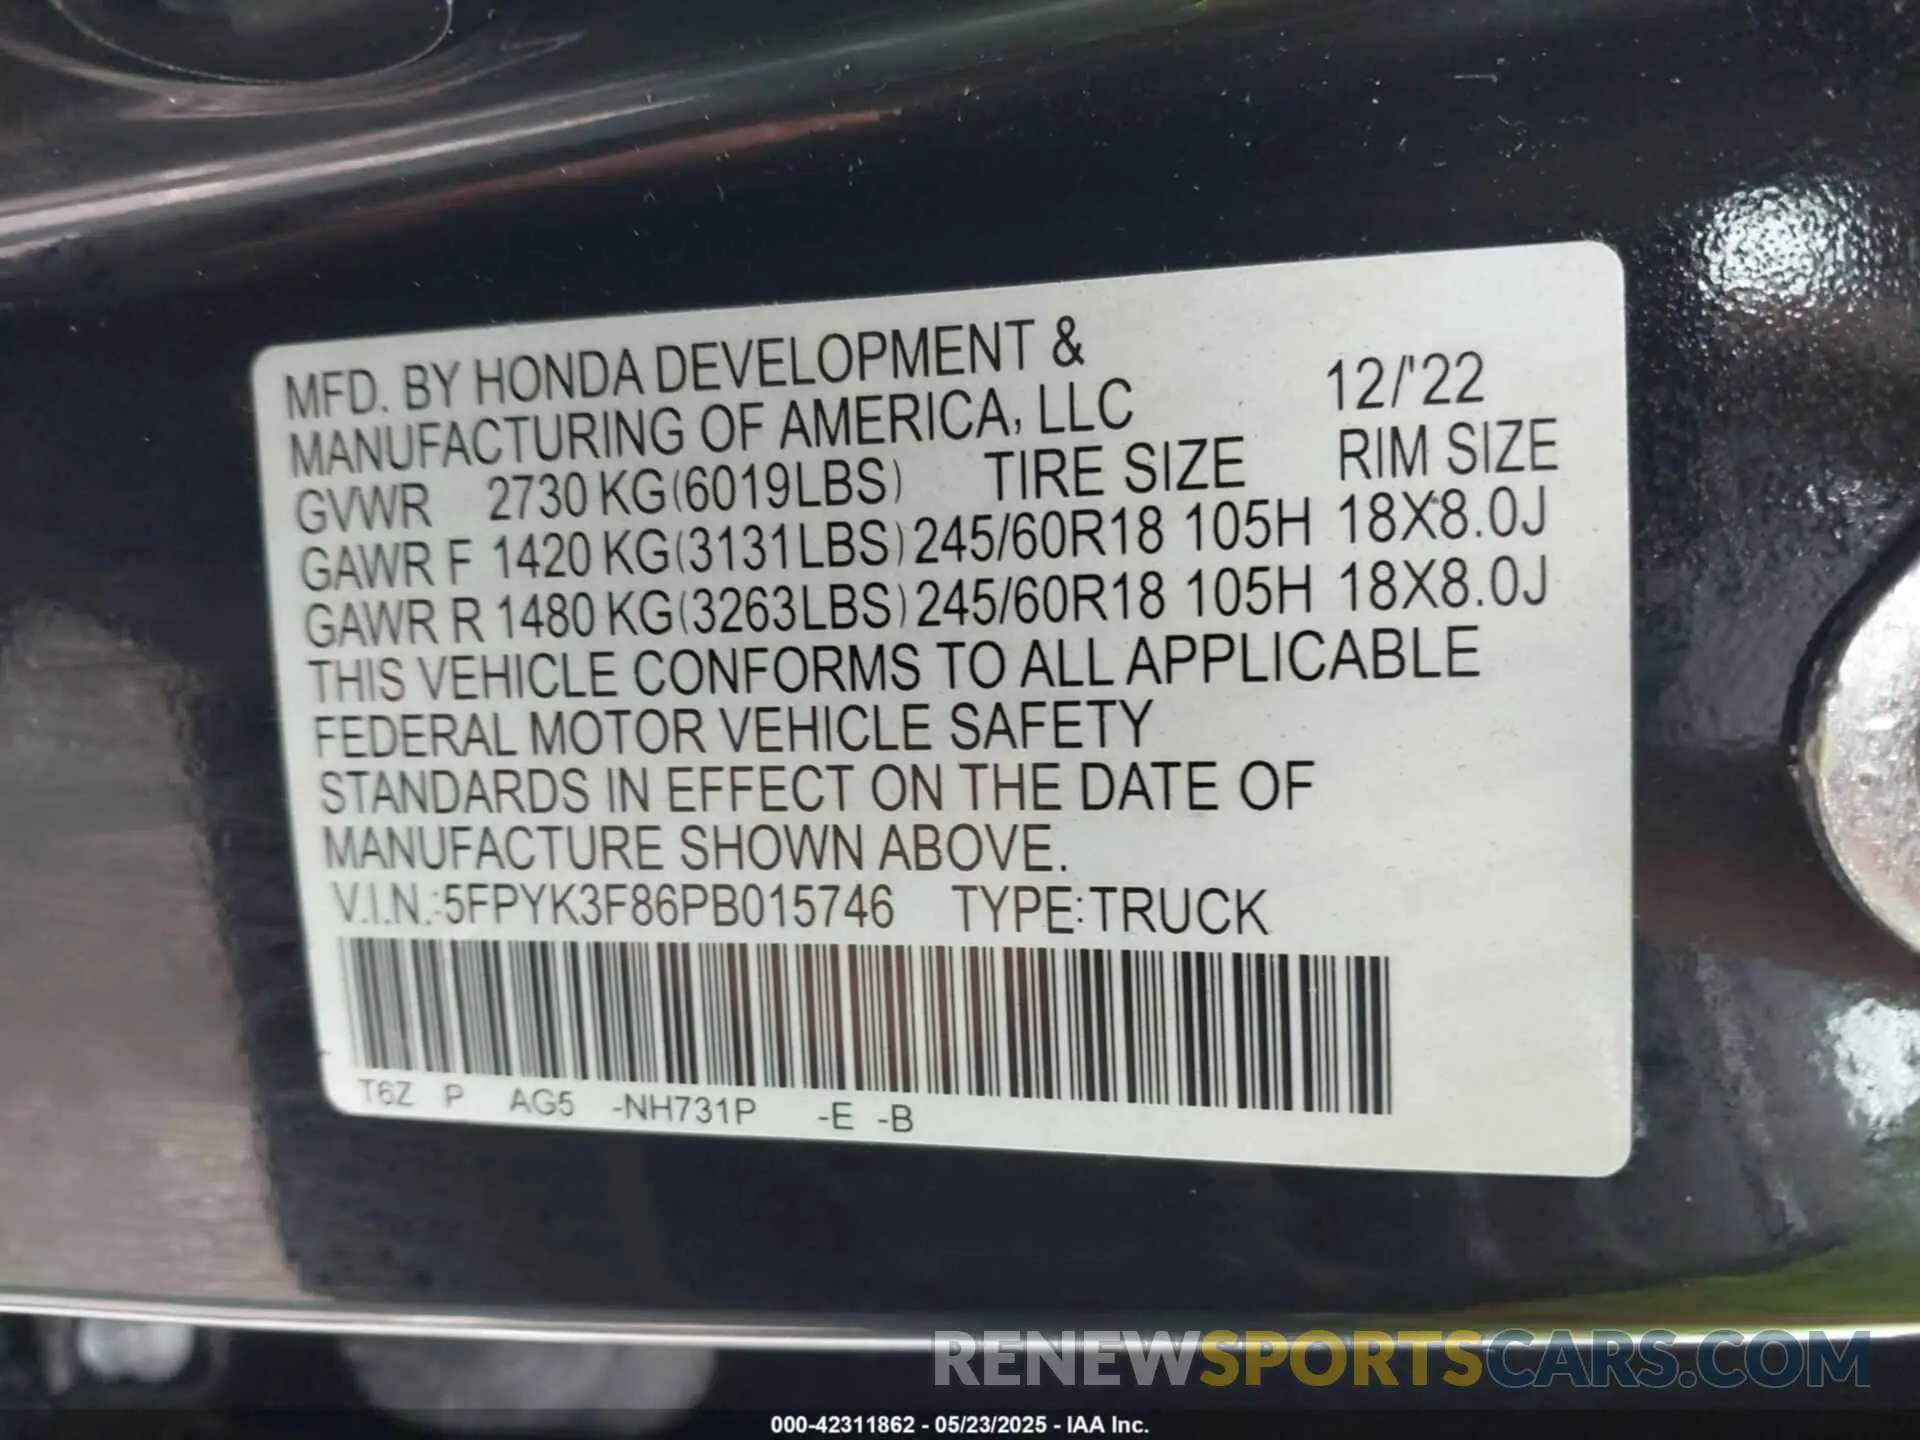 MFD. BY HONDA DEVELOPMENT &
MANUFACTURING OF AMERICA, LLC 12/'22
GVWR 2730 KG(6019LBS) TIRE SIZE RIM SIZE
GAWR F 1420 KG(3131LBS) 245/60R18 105H 18X8.0J
GAWR R 1480 KG(3263LBS) 245/60R18 105H 18X8.0J
THIS VEHICLE CONFORMS TO ALL APPLICABLE
FEDERAL MOTOR VEHICLE SAFETY
STANDARDS IN EFFECT ON THE DATE OF
MANUFACTURE SHOWN ABOVE.
V.I.N.:5FPYK3F86PB015746 TYPE:TRUCK
T6Z P AG5 -NH731P -E -B
RENEWSPORTSCARS.COM
000-42311862 - 05/23/2025 - IAA Inc.